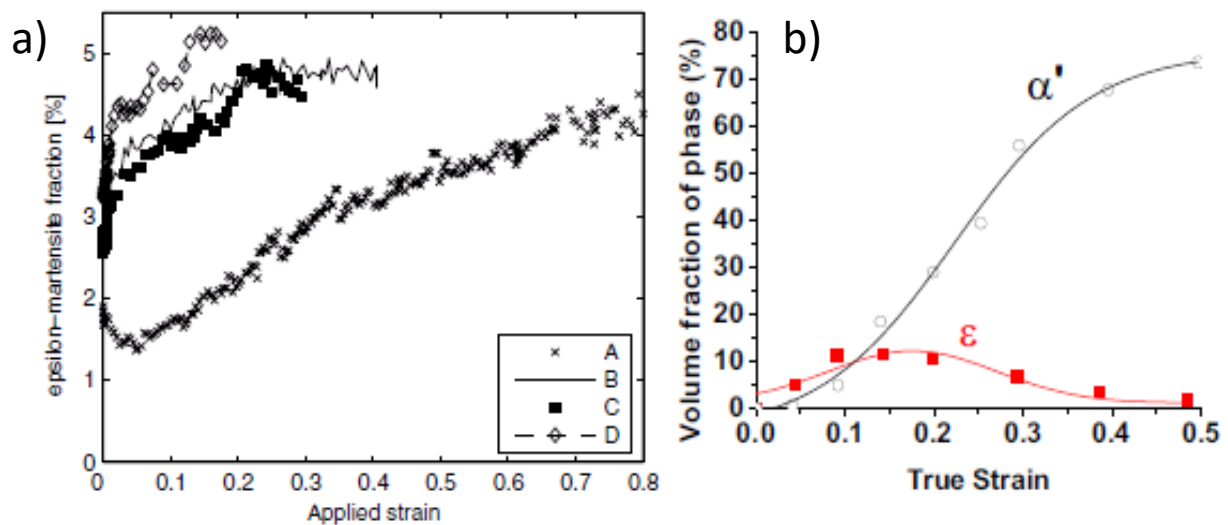 a)
epsilon-martensite fraction [%]
5
4
3
2
1
0
0 0.1 0.2 0.3 0.4 0.5 0.6 0.7 0.8
Applied strain
A
B
C
D
b)
Volume fraction of phase (%)
80
70
60
50
40
30
20
10
0
α'
ε
0.0 0.1 0.2 0.3 0.4 0.5
True Strain